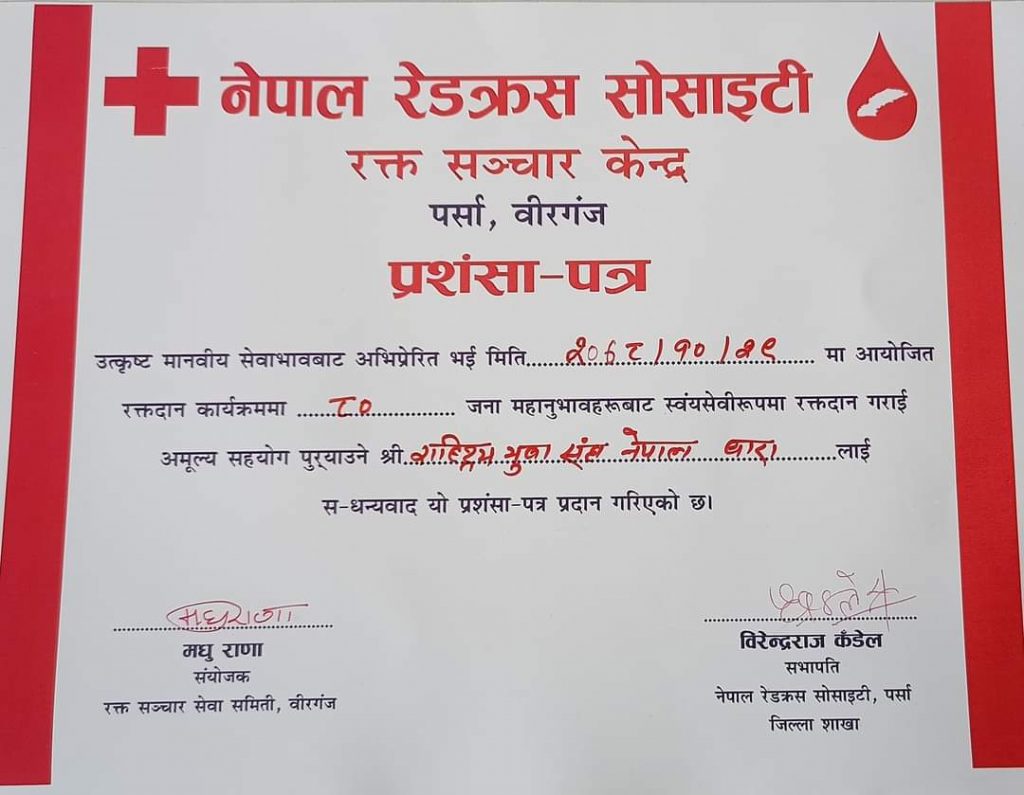 नेपाल रेडक्रस सोसाइटी
रक्त सञ्चार केन्द्र
पर्सा, वीरगंज
प्रशंसा-पत्र
उत्कृष्ट मानवीय सेवाभावबाट अभिप्रेरित भई मिति २०६८।१०।२९ मा आयोजित
रक्तदान कार्यक्रममा ८० जना महानुभावहरूबाट स्वंयसेवीरूपमा रक्तदान गराई
अमूल्य सहयोग पुर्‍याउने श्री नेपाल लाई
स-धन्यवाद यो प्रशंसा-पत्र प्रदान गरिएको छ।
मधु राणा
मधु राणा
संयोजक
रक्त सञ्चार सेवा समिती, वीरगंज
विरेन्द्रराज कँडेल
सभापति
नेपाल रेडक्रस सोसाइटी, पर्सा
जिल्ला शाखा